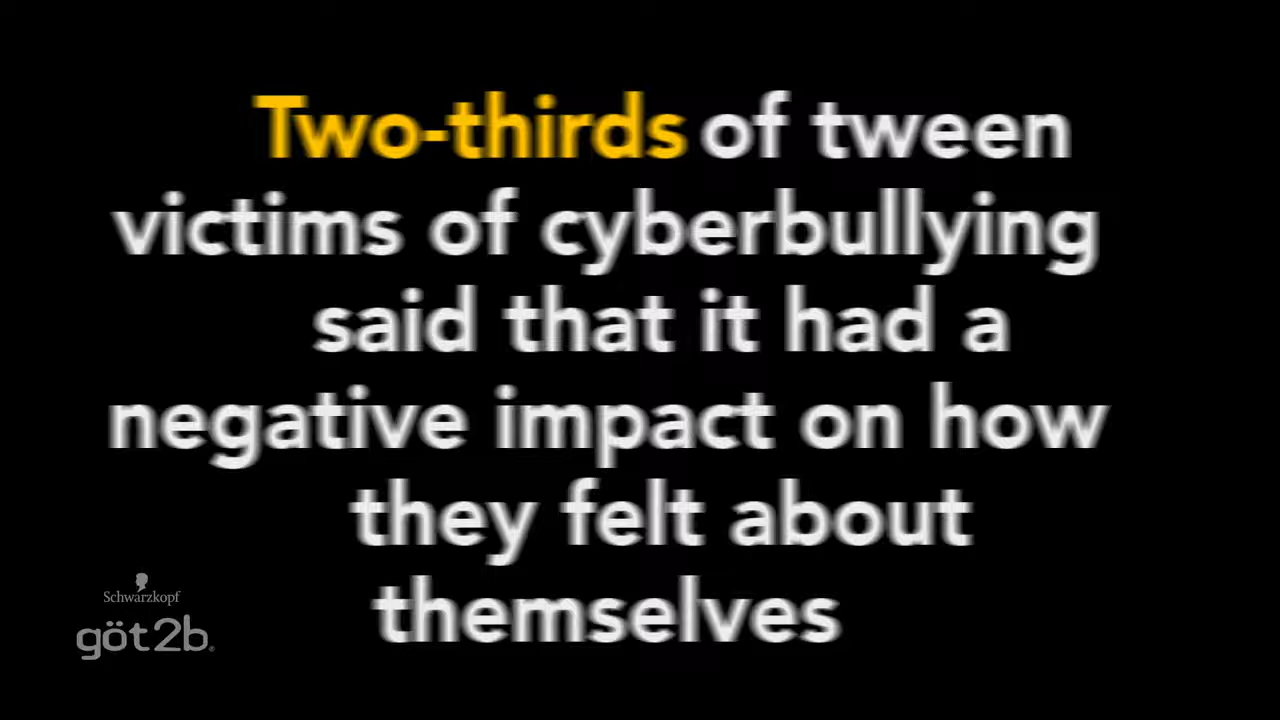 Two-thirds of tween
victims of cyberbullying
said that it had a
negative impact on how
they felt about
themselves
Schwarzkopf
göt2b®